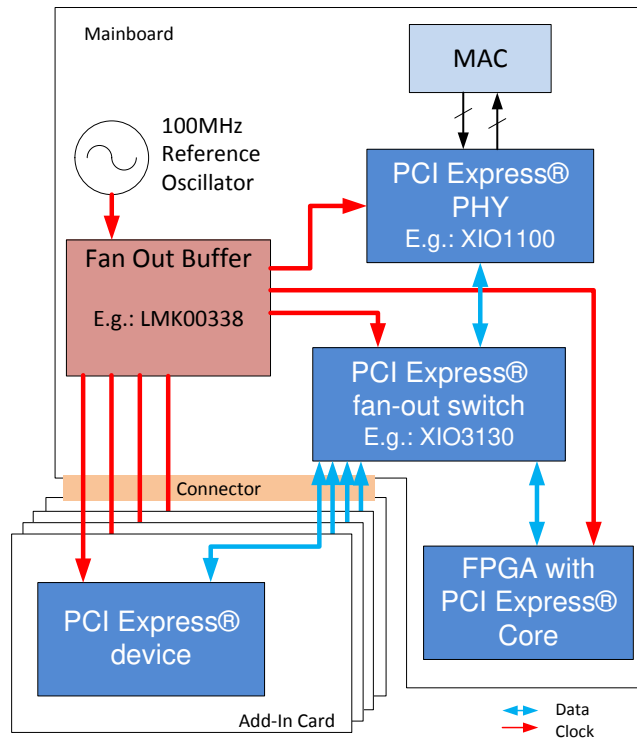 Mainboard
MAC
100MHz
Reference
Oscillator
PCI Express®
PHY
E.g.: XIO1100
Fan Out Buffer
E.g.: LMK00338
PCI Express®
fan-out switch
E.g.: XIO3130
Connector
FPGA with
PCI Express®
Core
PCI Express®
device
Add-In Card
Data
Clock